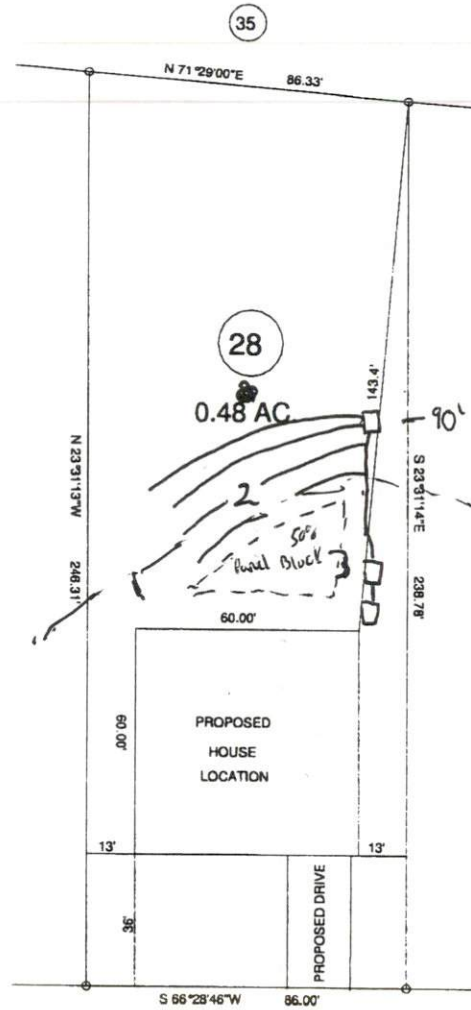 35
N 71°29'00"E 86.33'
28
0.48 AC
143.4'
90'
N 23°31'13"W 246.31'
S 23°31'14"E 238.78'
2
50%
Panel Block
60.00'
60.00'
PROPOSED
HOUSE
LOCATION
13'
13'
36'
PROPOSED DRIVE
S 66°28'46"W 86.00'